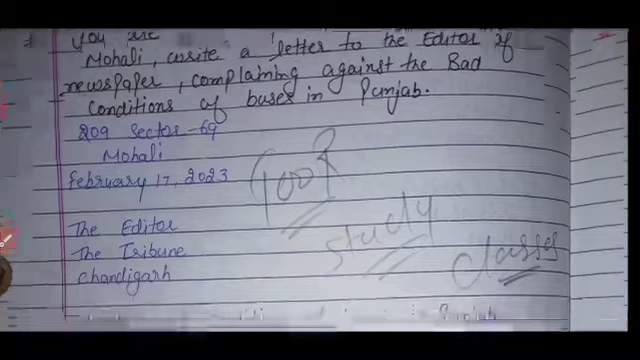 you are
Mohali, write a letter to the Editor of
newspaper, complaining against the Bad
Conditions of buses in Punjab.
209 Sector-69
Mohali
February 17, 2023
The Editor
The Tribune
Chandigarh
Study
Classes
Punjab